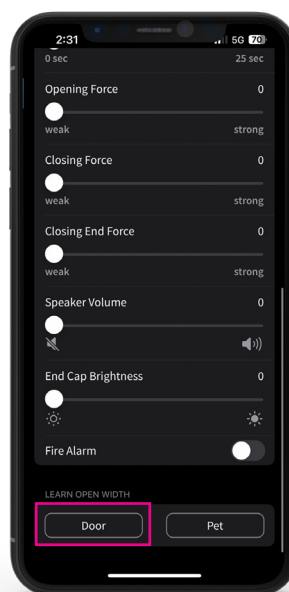 2:31 5G 70
0 sec 25 sec
Opening Force 0
weak strong
Closing Force 0
weak strong
Closing End Force 0
weak strong
Speaker Volume 0
End Cap Brightness 0
Fire Alarm
LEARN OPEN WIDTH
Door Pet